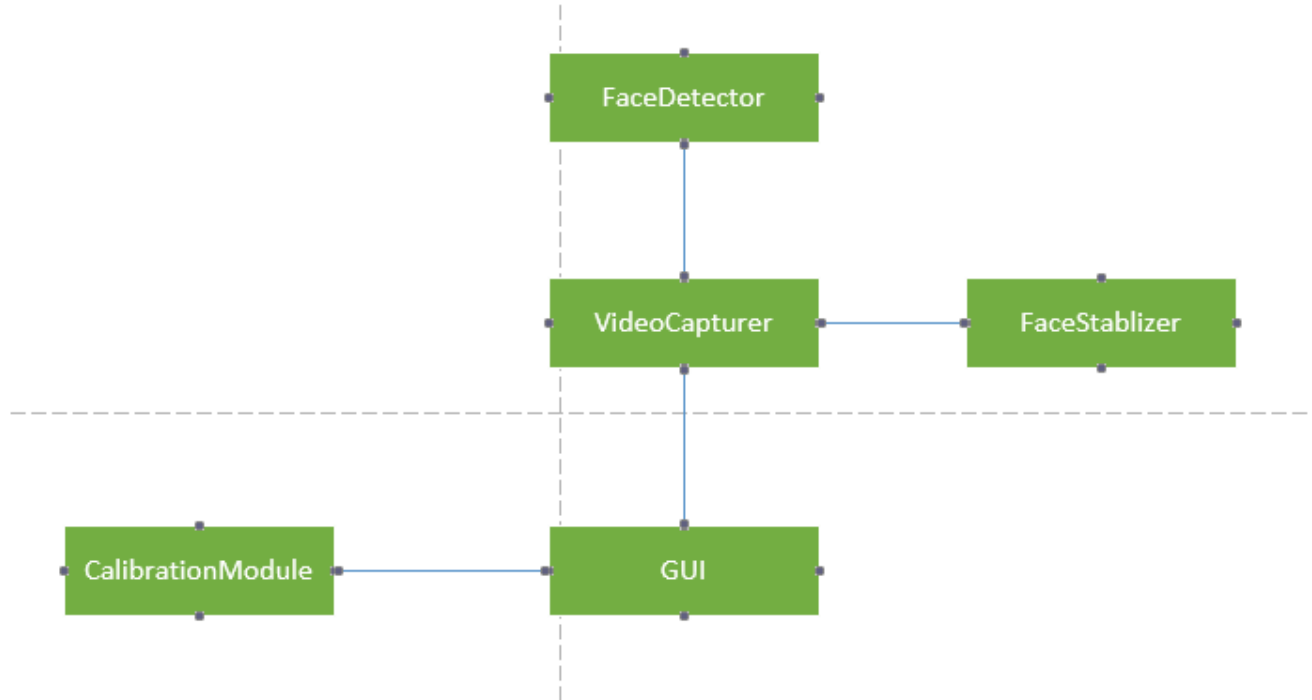 FaceDetector
VideoCapturer
FaceStablizer
CalibrationModule
GUI